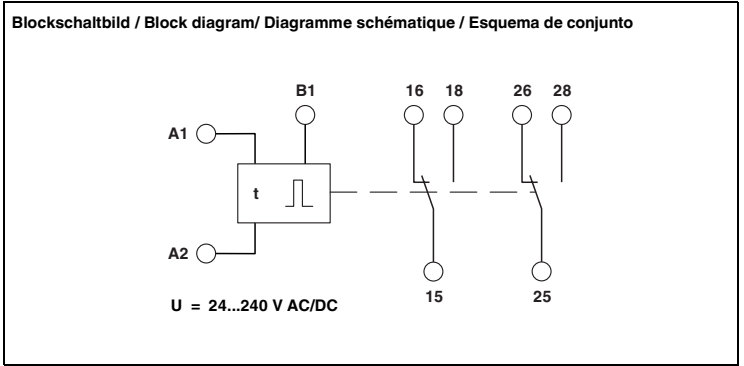 Blockschaltbild / Block diagram/ Diagramme schématique / Esquema de conjunto
B1
16 18
26 28
A1
t
A2
15
25
U = 24...240 V AC/DC